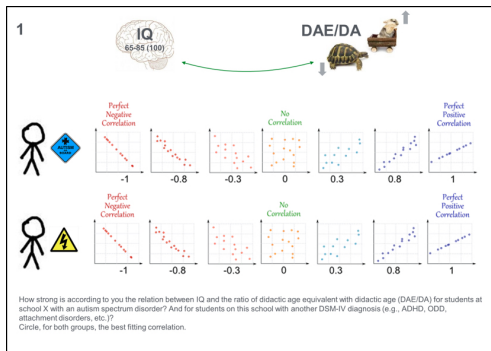 1
IQ
65-85 (100)
DAE/DA
Perfect
Negative
Correlation
No
Correlation
Perfect
Positive
Correlation
AUTISM
-1 -0.8 -0.3 0 0.3 0.8 1
Perfect
Negative
Correlation
No
Correlation
Perfect
Positive
Correlation
-1 -0.8 -0.3 0 0.3 0.8 1
How strong is according to you the relation between IQ and the ratio of didactic age equivalent with didactic age (DAE/DA) for students at
school X with an autism spectrum disorder? And for students on this school with another DSM-IV diagnosis (e.g., ADHD, ODD,
attachment disorders, etc.)?
Circle, for both groups, the best fitting correlation.